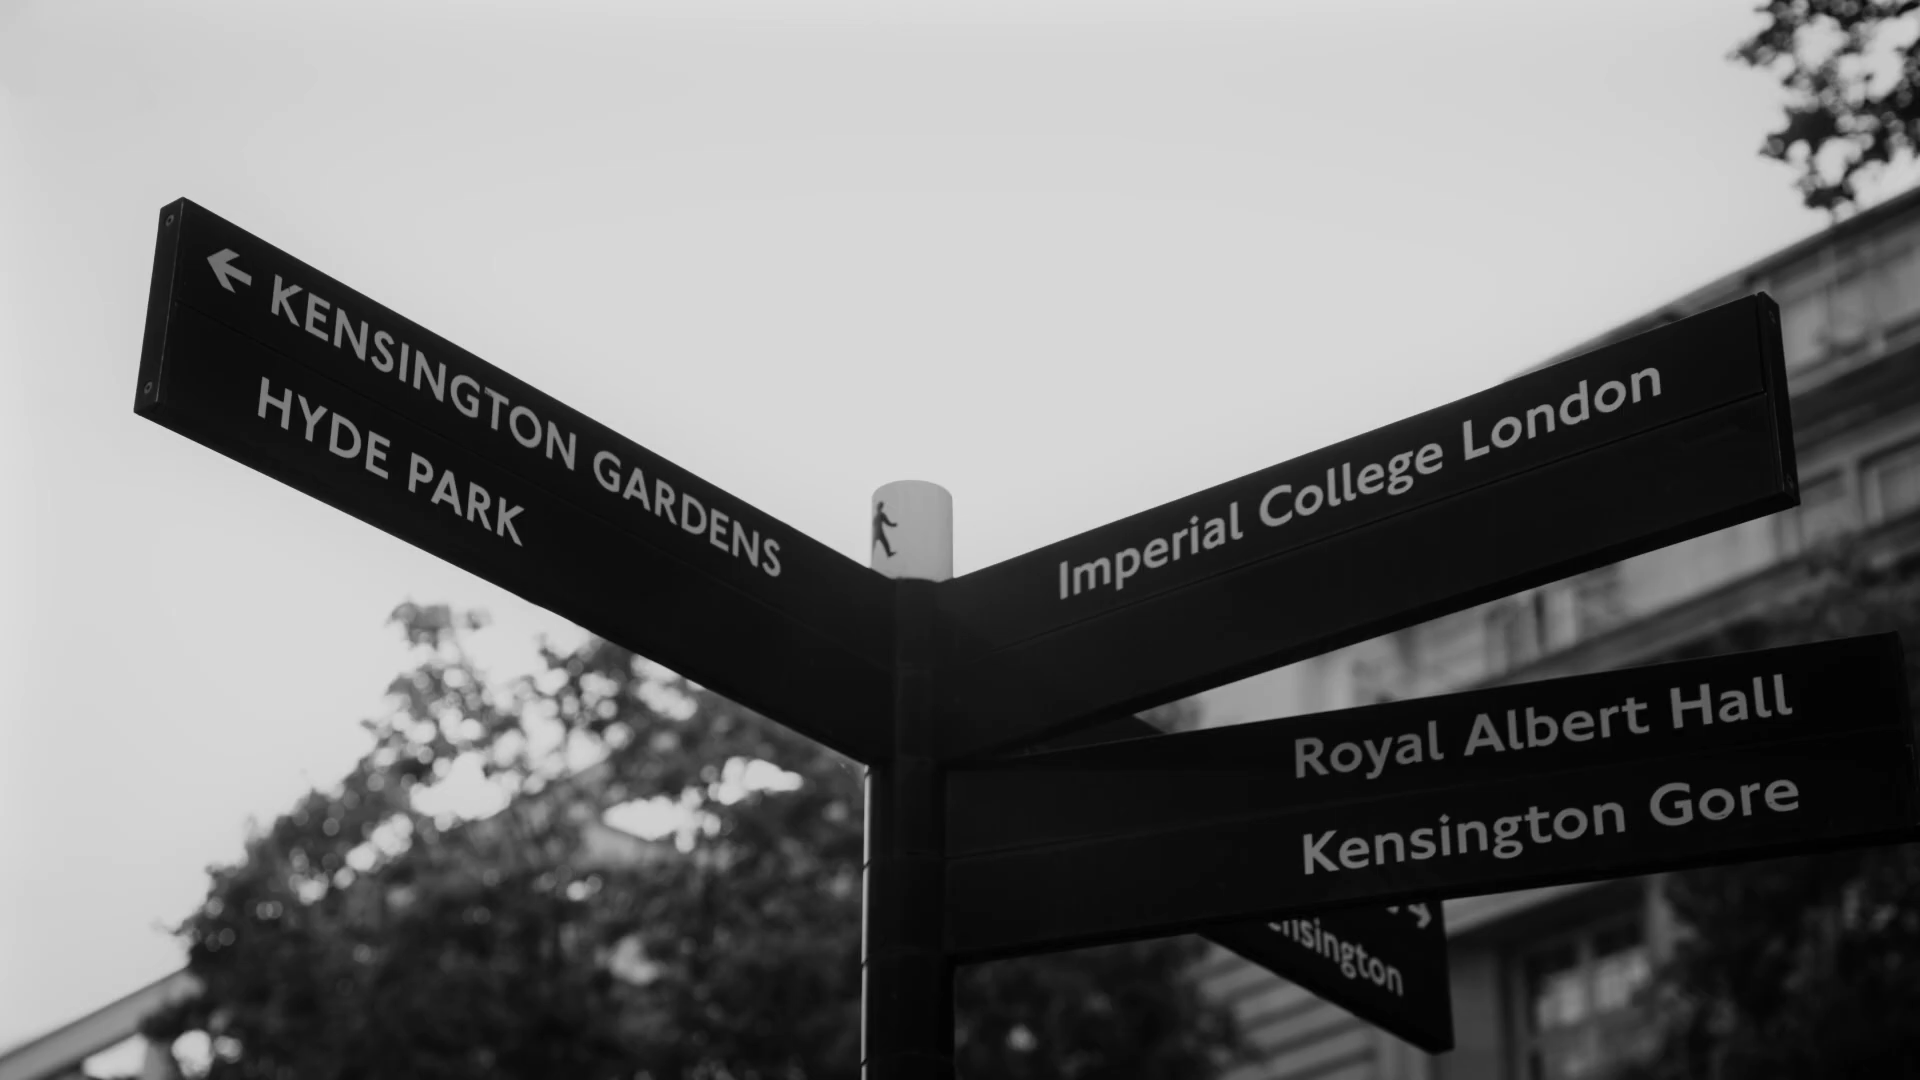 KENSINGTON GARDENS
HYDE PARK
Imperial College London
Royal Albert Hall
Kensington Gore